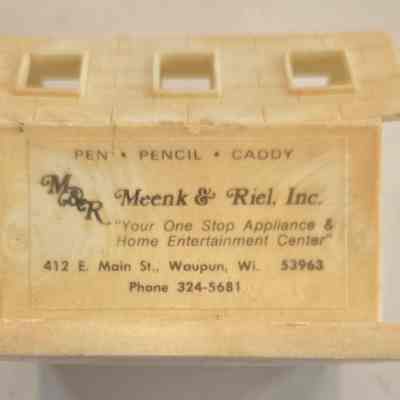 PEN • PENCIL • CADDY
M&R Meenk & Riel, Inc.
"Your One Stop Appliance &
Home Entertainment Center"
412 E. Main St., Waupun, Wi. 53963
Phone 324-5681